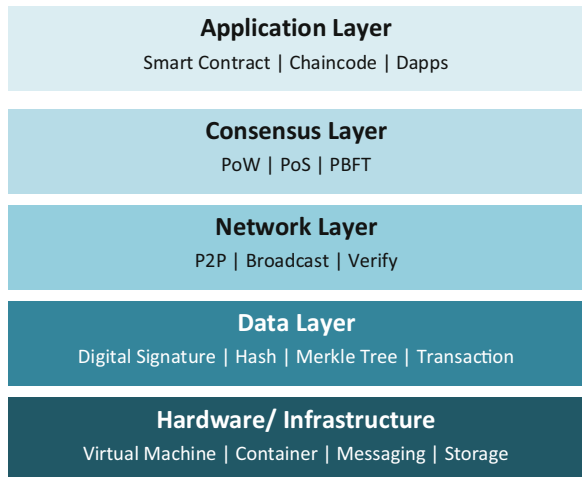 Application Layer
Smart Contract | Chaincode | Dapps
Consensus Layer
PoW | PoS | PBFT
Network Layer
P2P | Broadcast | Verify
Data Layer
Digital Signature | Hash | Merkle Tree | Transaction
Hardware/ Infrastructure
Virtual Machine | Container | Messaging | Storage